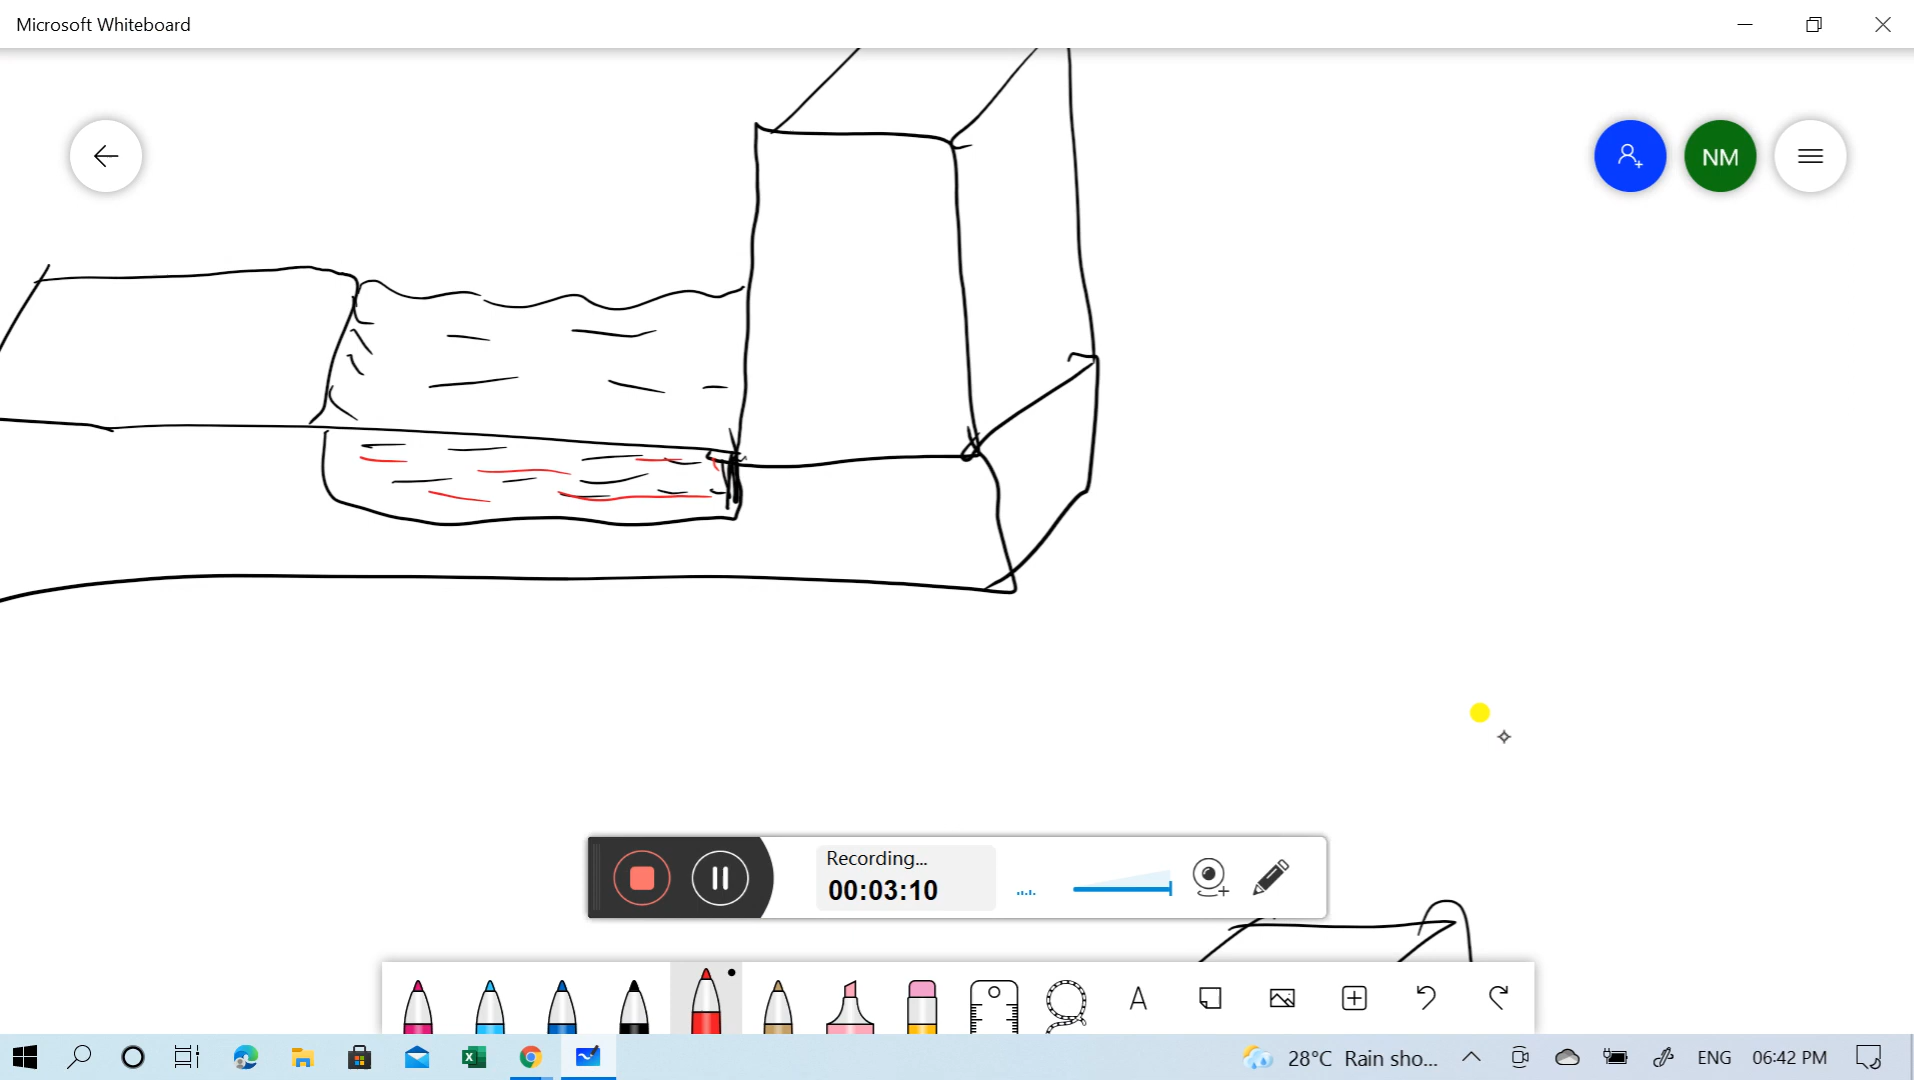 Microsoft Whiteboard
NM
Recording...
00:03:10
A
28°C Rain sho...
ENG
06:42 PM